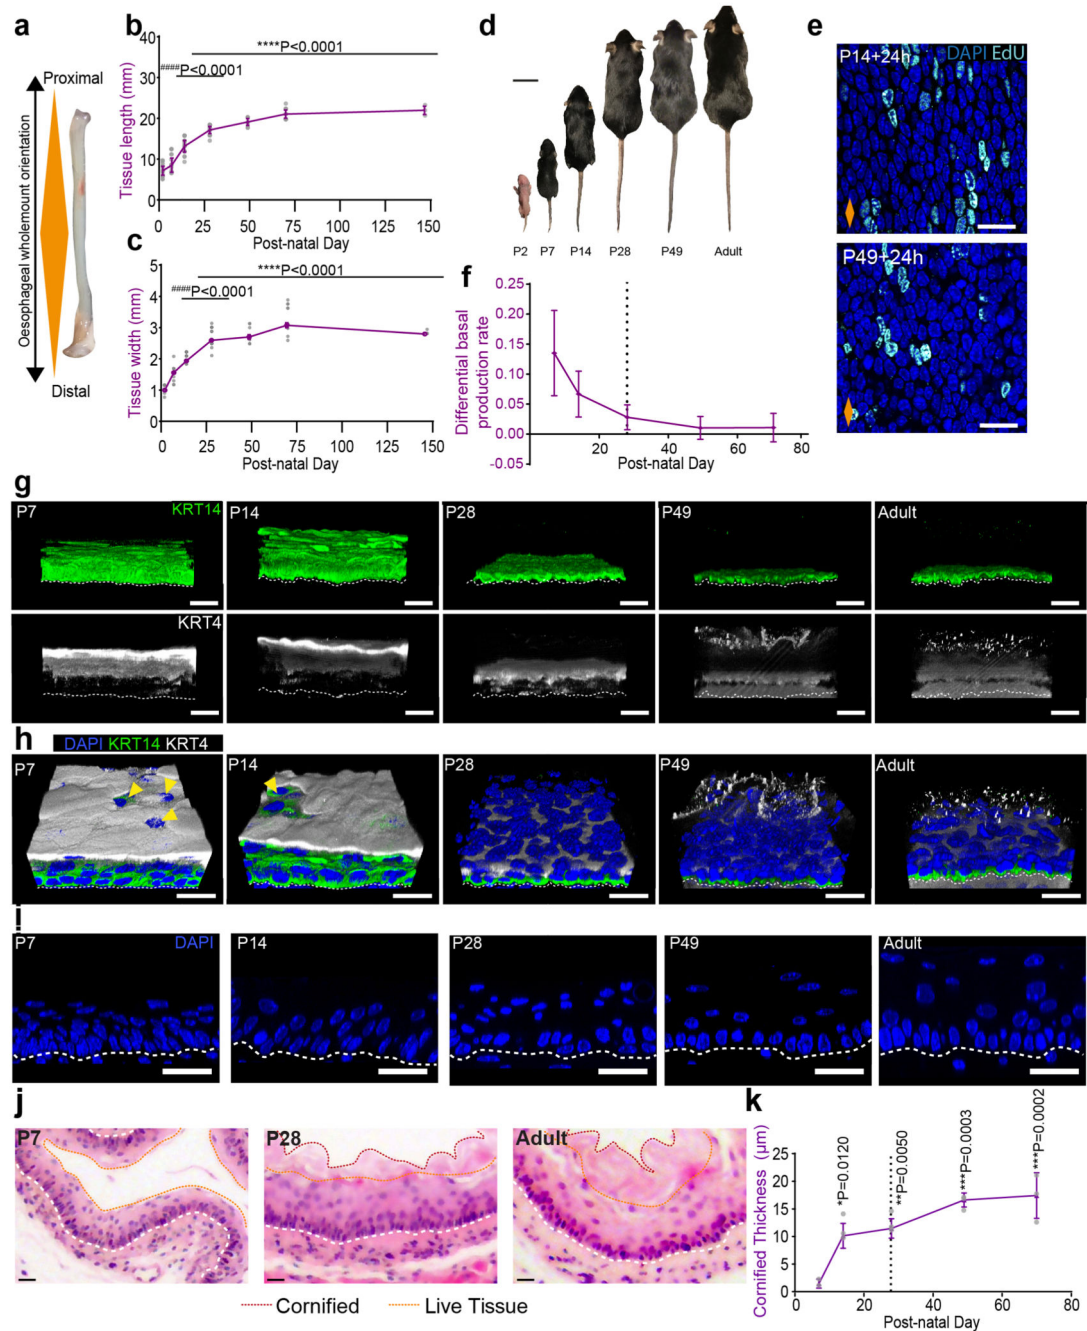 a
Proximal
Oesophageal wholemount orientation
Distal
b
****P<0.0001
####P<0.0001
Tissue length (mm)
40
30
20
10
0
0 25 50 75 100 125 150
Post-natal Day
c
****P<0.0001
####P<0.0001
Tissue width (mm)
5
4
3
2
1
0
0 25 50 75 100 125 150
Post-natal Day
d
P2 P7 P14 P28 P49 Adult
e
P14+24h DAPI EdU
P49+24h
f
Differential basal
production rate
0.25
0.20
0.15
0.10
0.05
0.00
-0.05
20 40 60 80
Post-natal Day
g
P7 KRT14 P14 P28 P49 Adult
KRT4
h
DAPI KRT14 KRT4
P7 P14 P28 P49 Adult
i
P7 DAPI P14 P28 P49 Adult
j
P7 P28 Adult
Cornified Live Tissue
k
Cornified Thickness (µm)
25
20
15
10
5
0
*P=0.0120
**P=0.0050
***P=0.0003
***P=0.0002
0 20 40 60 80
Post-natal Day